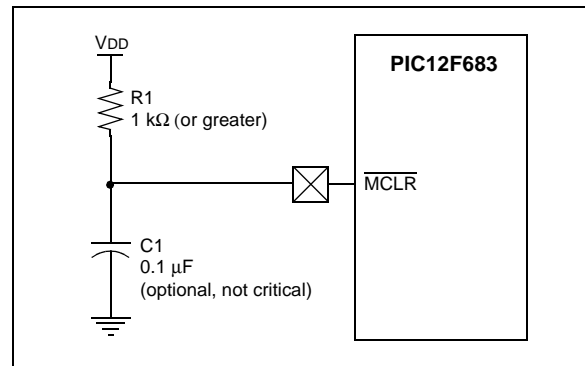 VDD
PIC12F683
R1
1 kΩ (or greater)
MCLR
C1
0.1 μF
(optional, not critical)